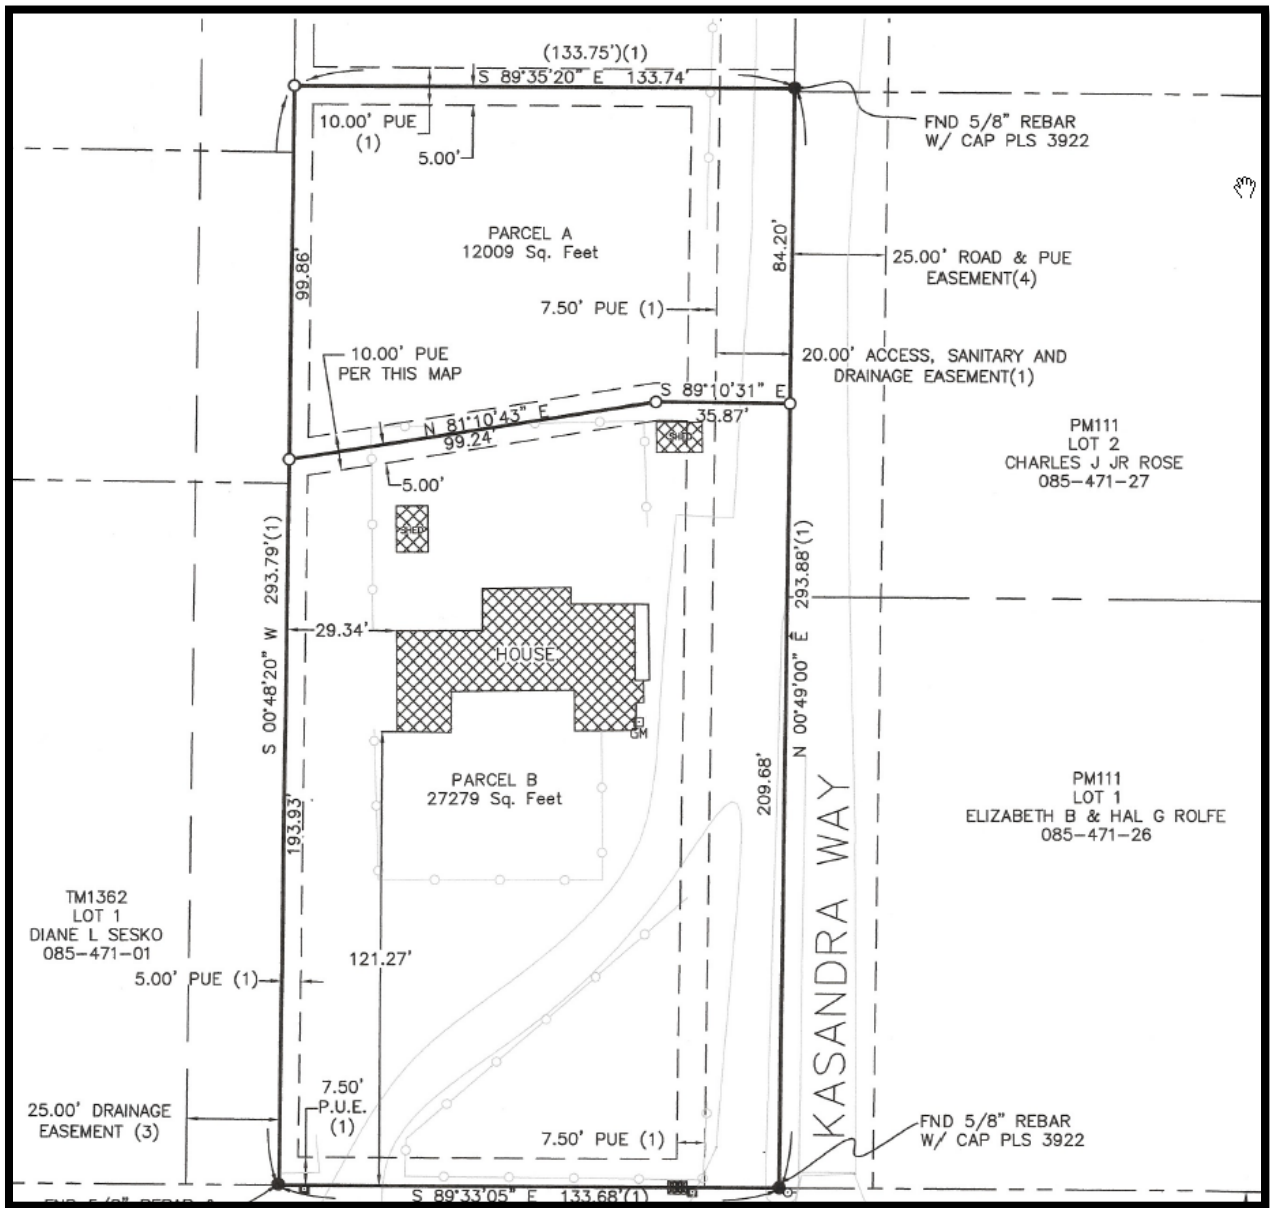 (133.75')(1)
S 89°35'20" E 133.74'
10.00' PUE
(1)
5.00'
FND 5/8" REBAR
W/ CAP PLS 3922
PARCEL A
12009 Sq. Feet
99.86'
84.20'
25.00' ROAD & PUE
EASEMENT(4)
7.50' PUE (1)
10.00' PUE
PER THIS MAP
20.00' ACCESS, SANITARY AND
DRAINAGE EASEMENT(1)
S 89°10'31" E
35.87'
N 81°10'43" E
99.24'
SHED
5.00'
PM111
LOT 2
CHARLES J JR ROSE
085-471-27
SHED
S 00°48'20" W 293.79'(1)
N 00°49'00" E 293.88'(1)
29.34'
HOUSE
GM
PARCEL B
27279 Sq. Feet
193.93'
209.68'
KASANDRA WAY
PM111
LOT 1
ELIZABETH B & HAL G ROLFE
085-471-26
TM1362
LOT 1
DIANE L SESKO
085-471-01
5.00' PUE (1)
121.27'
25.00' DRAINAGE
EASEMENT (3)
7.50'
P.U.E.
(1)
7.50' PUE (1)
FND 5/8" REBAR
W/ CAP PLS 3922
S 89°33'05" E 133.68'(1)
FND 5/8" REBAR &